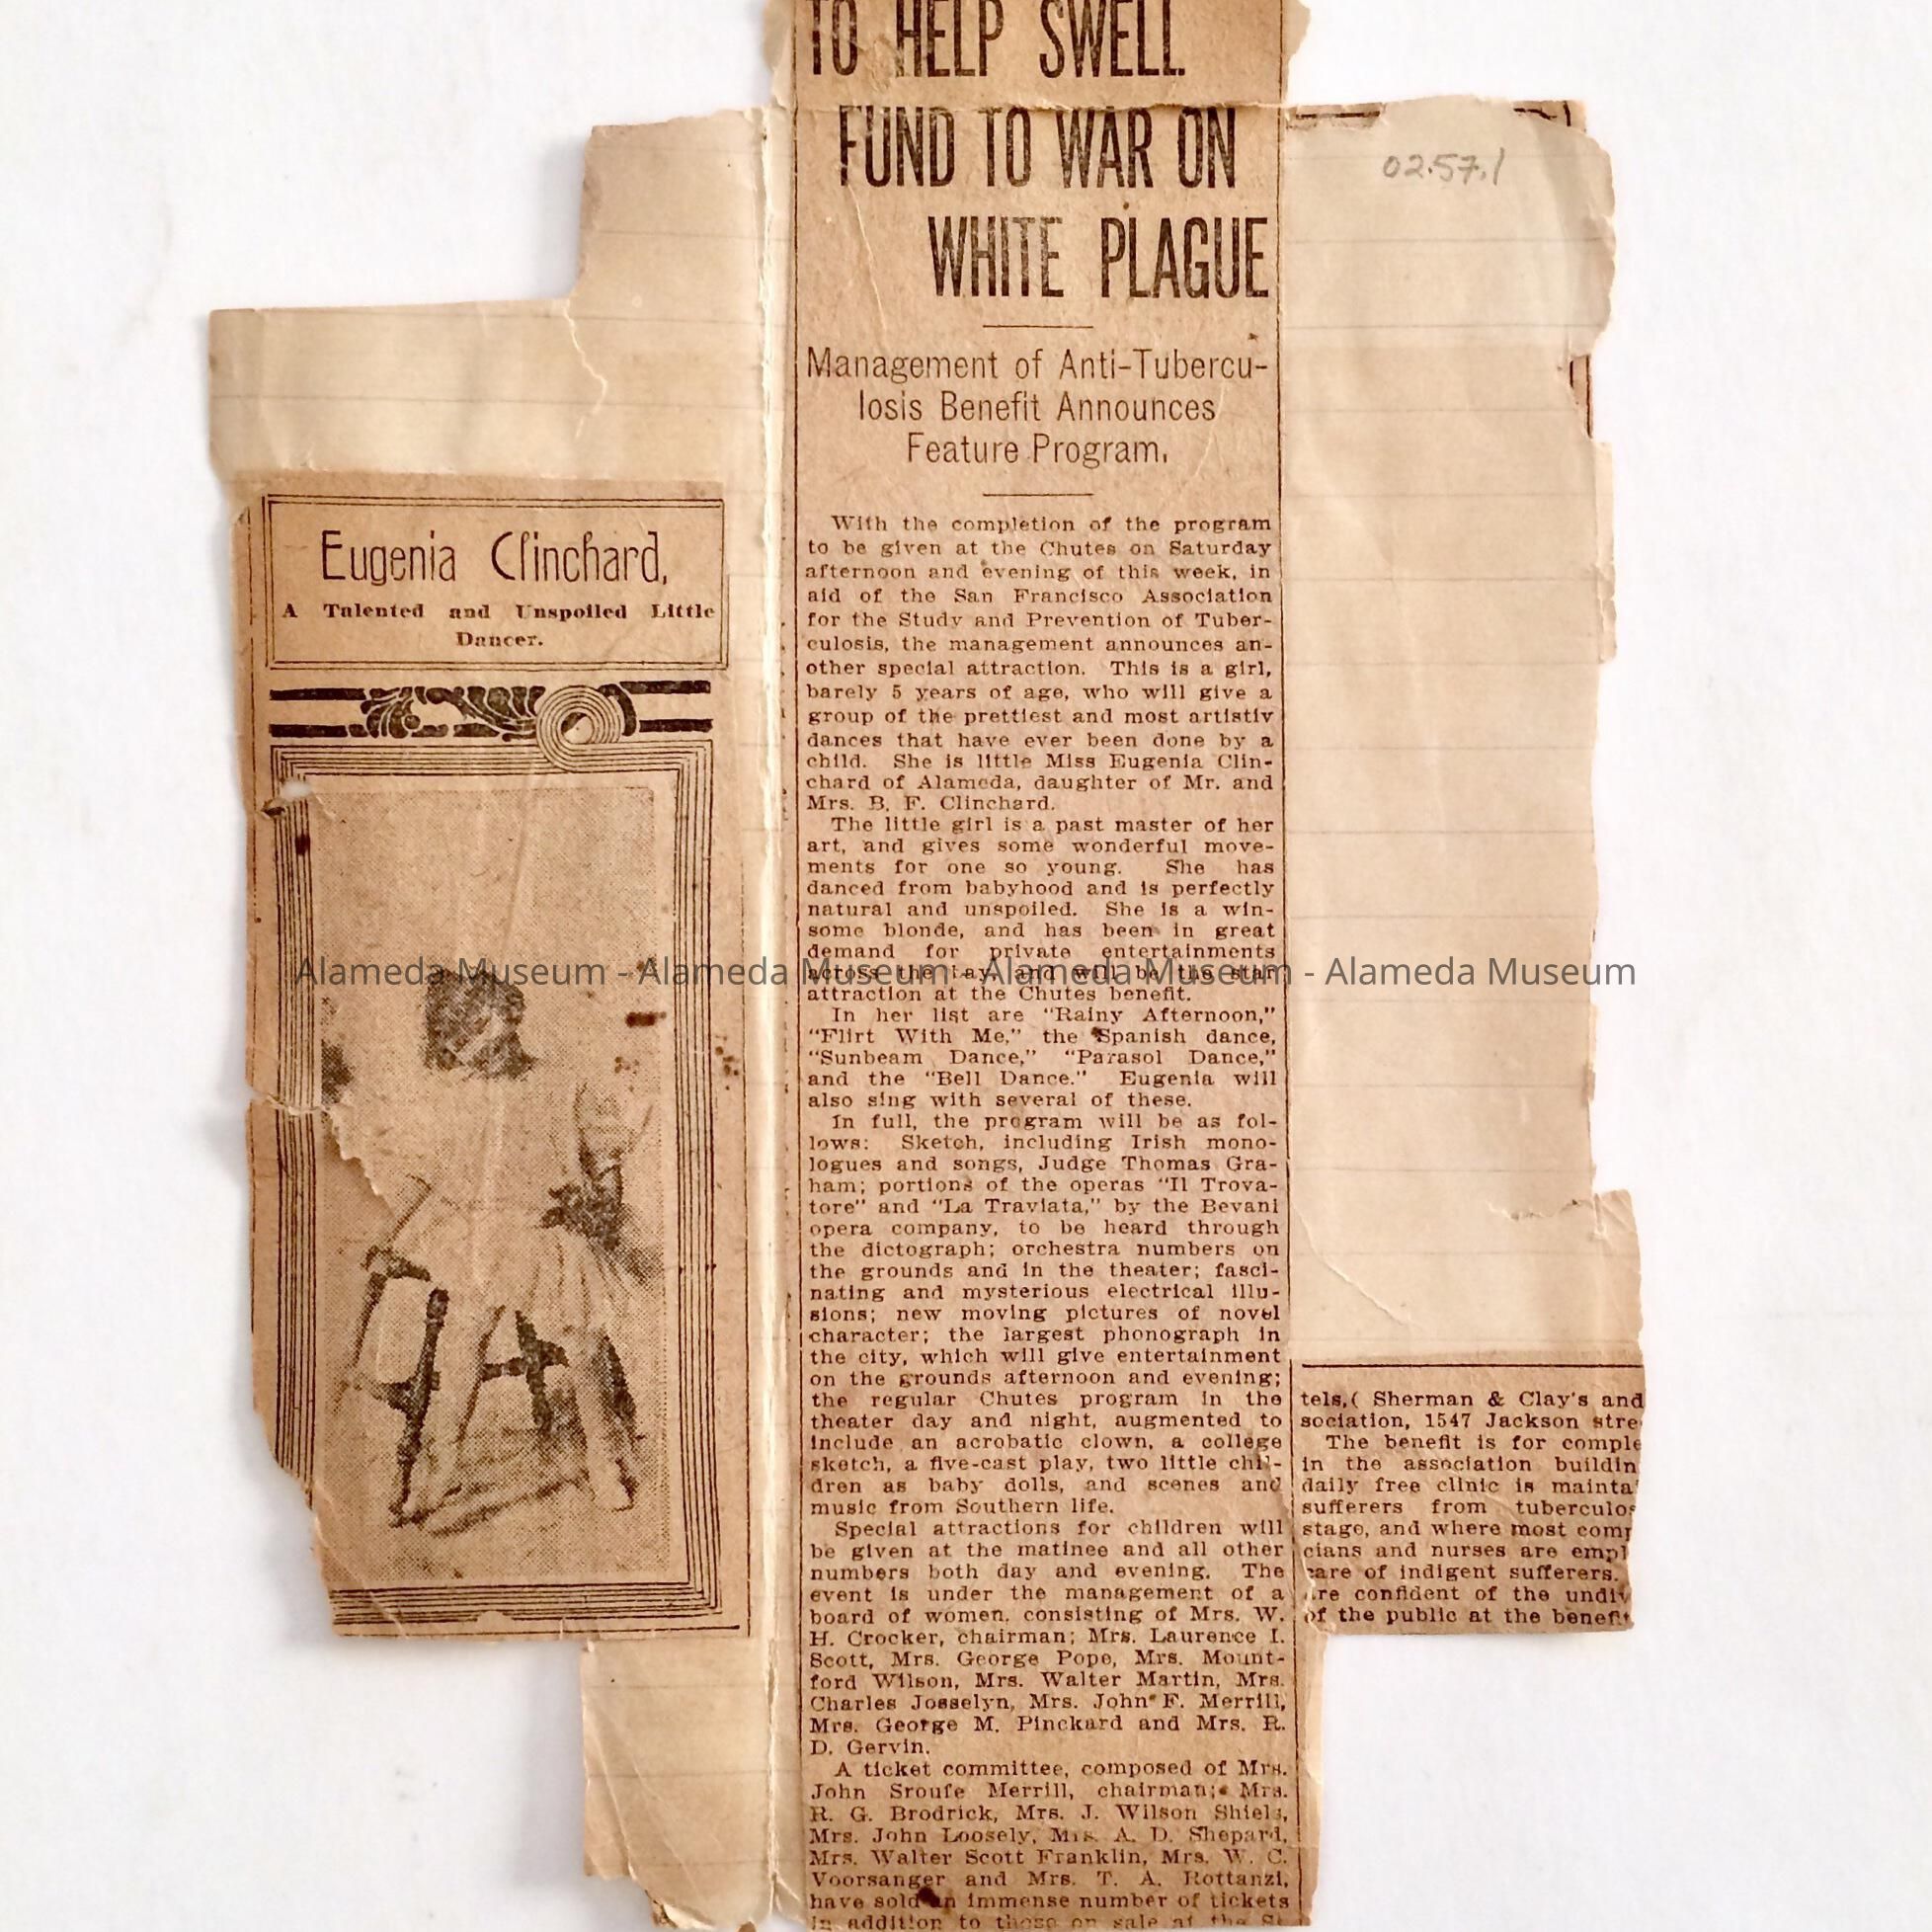 TO HELP SWELL
FUND TO WAR ON
WHITE PLAGUE
Management of Anti-Tubercu-
losis Benefit Announces
Feature Program.
With the completion of the program
to be given at the Chutes on Saturday
afternoon and evening of this week, in
aid of the San Francisco Association
for the Study and Prevention of Tuber-
culosis, the management announces an-
other special attraction. This is a girl,
barely 5 years of age, who will give a
group of the prettiest and most artistiv
dances that have ever been done by a
child. She is little Miss Eugenia Clin-
chard of Alameda, daughter of Mr. and
Mrs. B. F. Clinchard.
The little girl is a past master of her
art, and gives some wonderful move-
ments for one so young. She has
danced from babyhood and is perfectly
natural and unspoiled. She is a win-
some blonde, and has been in great
demand for private entertainments
across the bay, and will be the star
attraction at the Chutes benefit.
In her list are "Rainy Afternoon,"
"Flirt With Me," the Spanish dance,
"Sunbeam Dance," "Parasol Dance,"
and the "Bell Dance." Eugenia will
also sing with several of these.
In full, the program will be as fol-
lows: Sketch, including Irish mono-
logues and songs, Judge Thomas Gra-
ham; portions of the operas "Il Trova-
tore" and "La Traviata," by the Bevani
opera company, to be heard through
the dictograph; orchestra numbers on
the grounds and in the theater; fasci-
nating and mysterious electrical illu-
sions; new moving pictures of novel
character; the largest phonograph in
the city, which will give entertainment
on the grounds afternoon and evening;
the regular Chutes program in the
theater day and night, augmented to
include an acrobatic clown, a college
sketch, a five-cast play, two little chil-
dren as baby dolls, and scenes and
music from Southern life.
Special attractions for children will
be given at the matinee and all other
numbers both day and evening. The
event is under the management of a
board of women, consisting of Mrs. W.
H. Crocker, chairman; Mrs. Laurence I.
Scott, Mrs. George Pope, Mrs. Mount-
ford Wilson, Mrs. Walter Martin, Mrs.
Charles Josselyn, Mrs. John F. Merrill,
Mrs. George M. Pinckard and Mrs. R.
D. Gervin.
A ticket committee, composed of Mrs.
John Sroufe Merrill, chairman; Mrs.
R. G. Brodrick, Mrs. J. Wilson Shiels,
Mrs. John Loosely, Mrs. A. D. Shepard,
Mrs. Walter Scott Franklin, Mrs. W. C.
Voorsanger and Mrs. T. A. Rottanzi,
have sold an immense number of tickets
in addition to those on sale at the St.
tels,( Sherman & Clay's and
sociation, 1547 Jackson stre
The benefit is for comple
in the association buildin
daily free clinic is mainta
sufferers from tuberculos
stage, and where most comp
cians and nurses are empl
care of indigent sufferers.
are confident of the undiv
of the public at the benefit
Eugenia Clinchard,
A Talented and Unspoiled Little
Dancer.
02.57.1
Alameda Museum - Alameda Museum - Alameda Museum - Alameda Museum